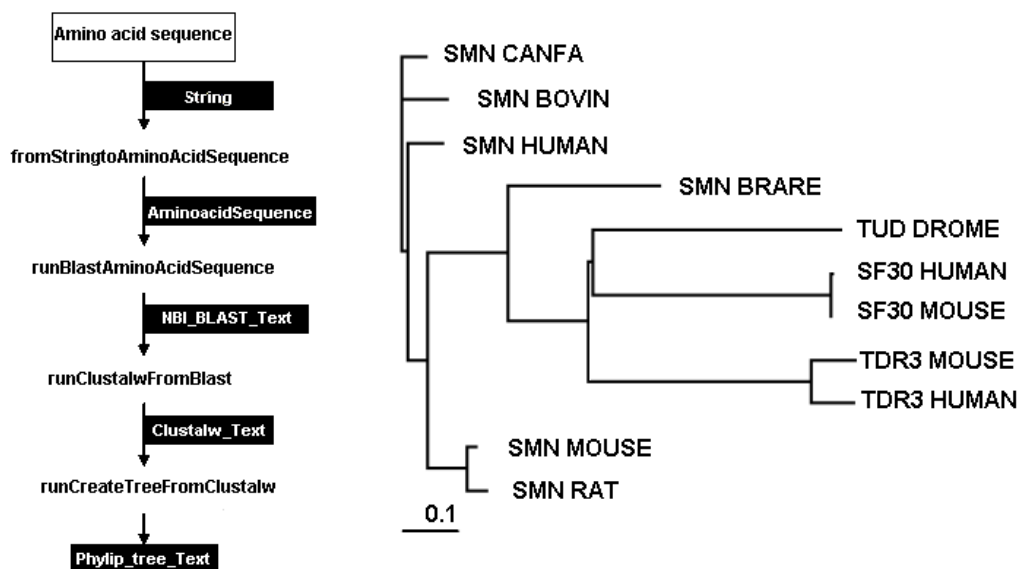 Amino acid sequence
String
fromStringtoAminoAcidSequence
AminoacidSequence
runBlastAminoAcidSequence
NBI_BLAST_Text
runClustalwFromBlast
Clustalw_Text
runCreateTreeFromClustalw
Phylip_tree_Text
SMN CANFA
SMN BOVIN
SMN HUMAN
SMN BRARE
TUD DROME
SF30 HUMAN
SF30 MOUSE
TDR3 MOUSE
TDR3 HUMAN
SMN MOUSE
SMN RAT
0.1